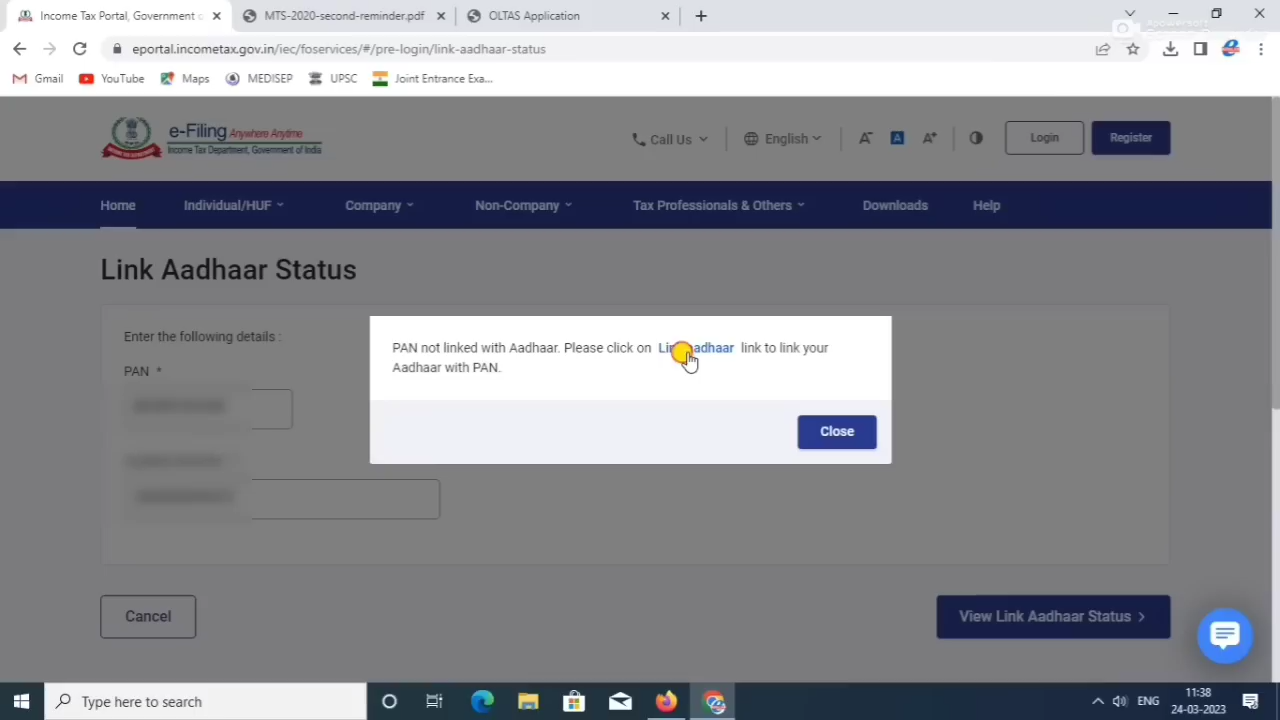 Income Tax Portal, Government o
MTS-2020-second-reminder.pdf
OLTAS Application
eportal.incometax.gov.in/iec/foservices/#/pre-login/link-aadhaar-status
Gmail
YouTube
Maps
MEDISEP
UPSC
Joint Entrance Exa...
e-Filing Anywhere Anytime
Income Tax Department, Government of India
Call Us
English
A-
A
A+
Login
Register
Home
Individual/HUF
Company
Non-Company
Tax Professionals & Others
Downloads
Help
Link Aadhaar Status
Enter the following details :
PAN *
PAN not linked with Aadhaar. Please click on Link Aadhaar link to link your
Aadhaar with PAN.
Close
Cancel
View Link Aadhaar Status >
Type here to search
ENG
11:38
24-03-2023